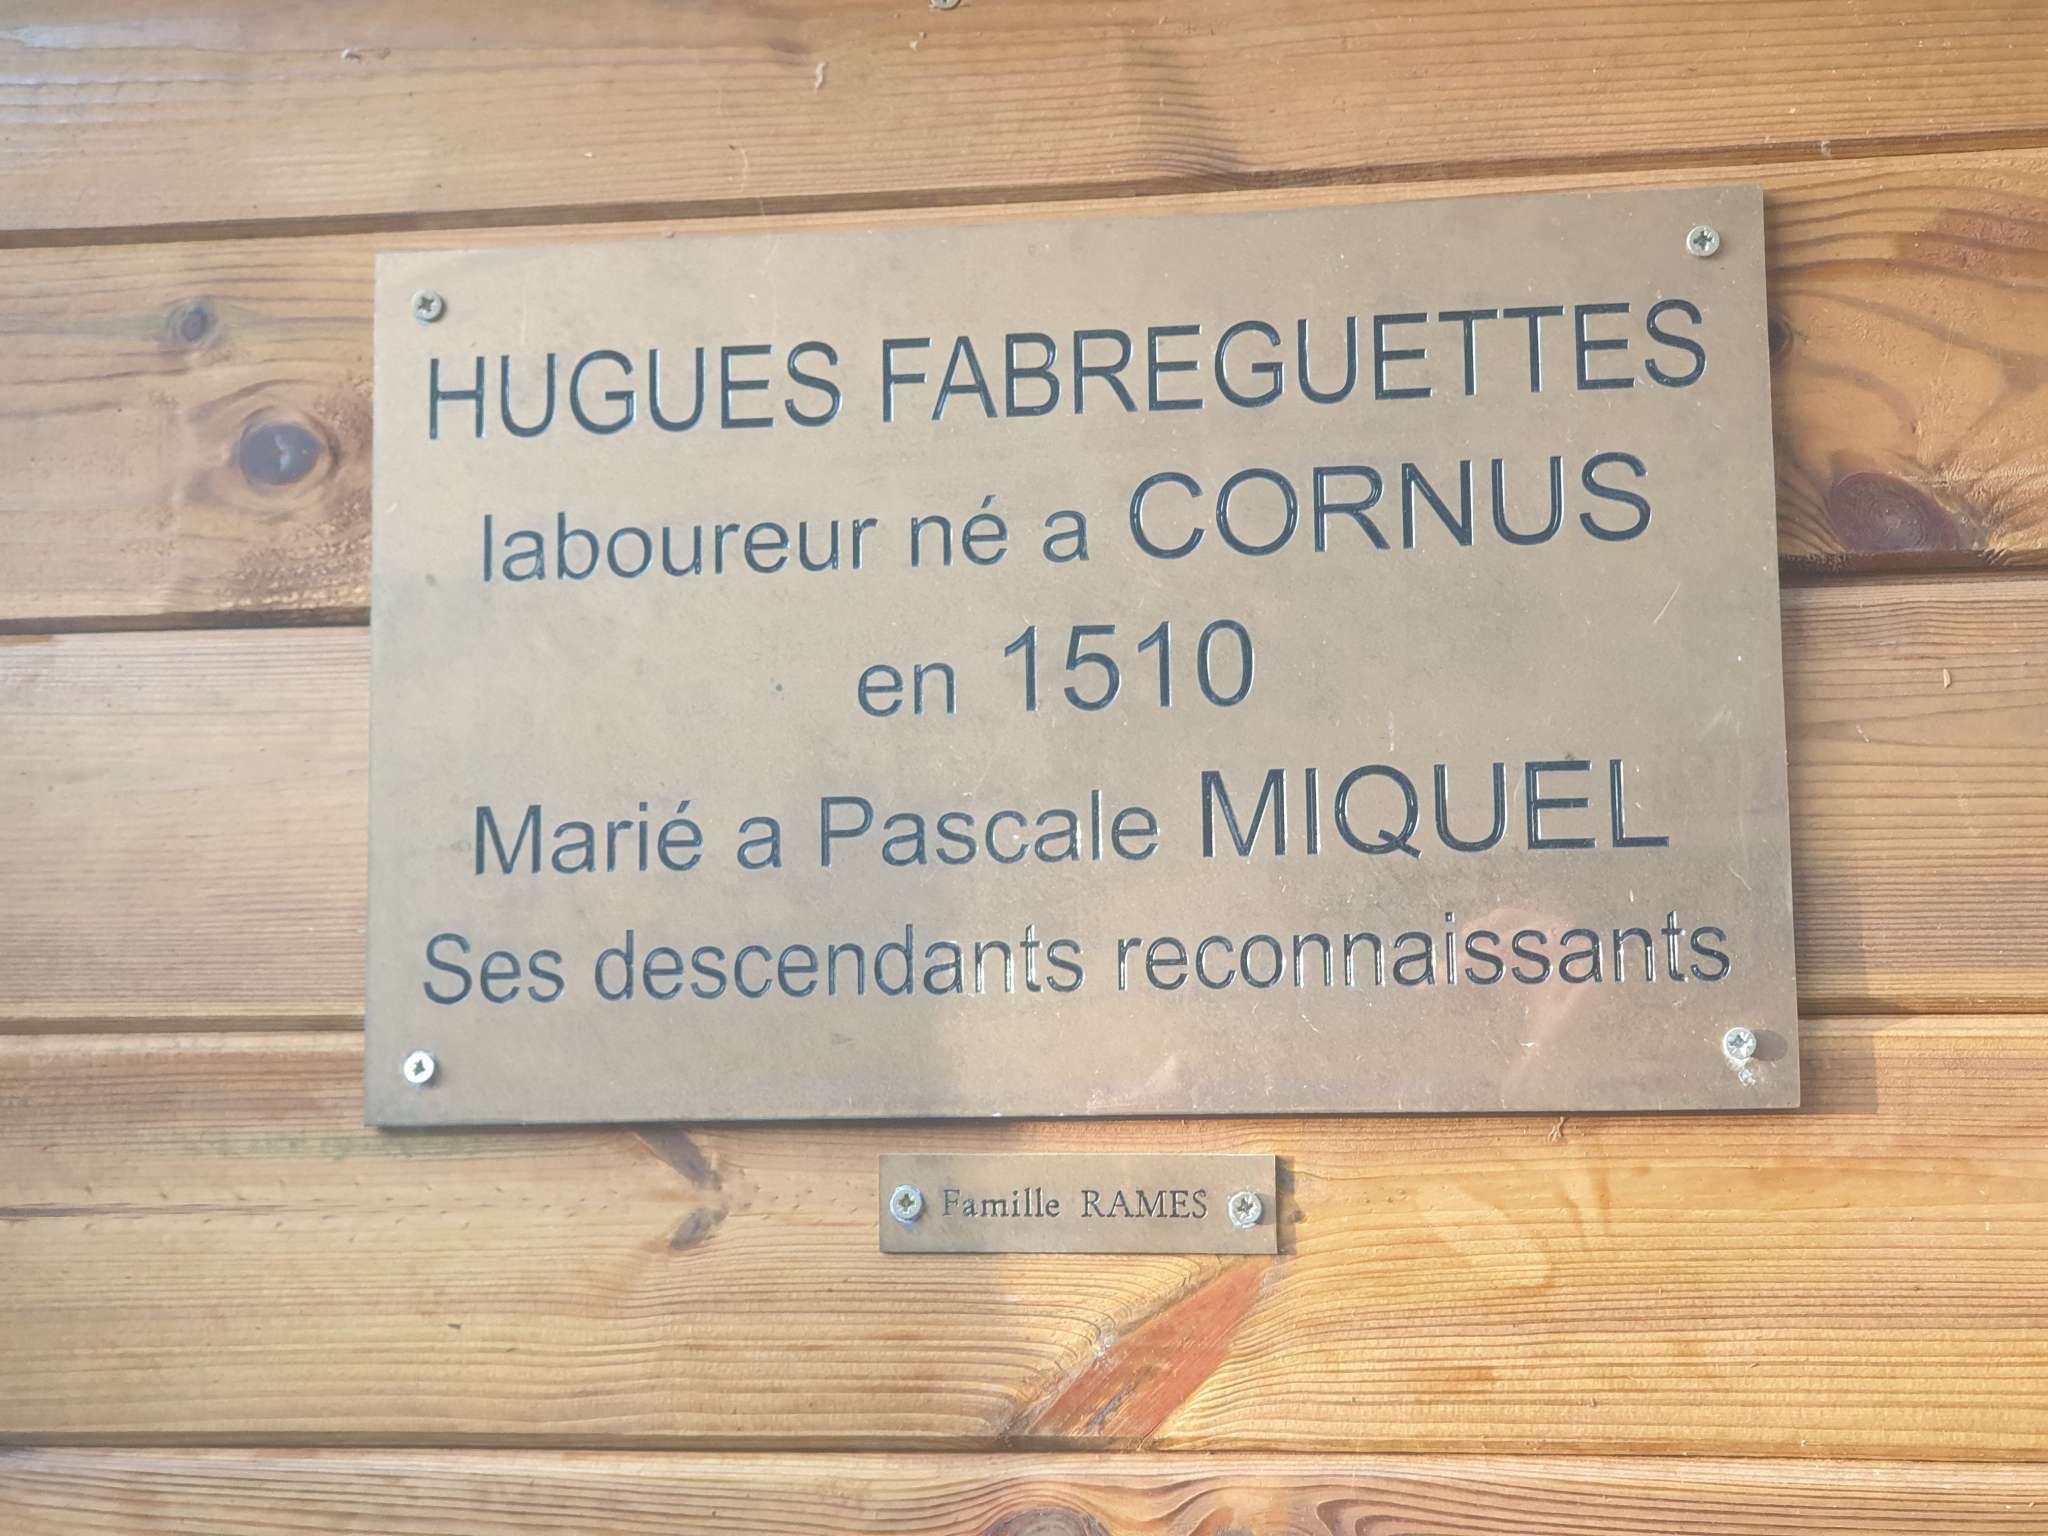 HUGUES FABREGUETTES
laboureur né a CORNUS
en 1510
Marié a Pascale MIQUEL
Ses descendants reconnaissants
Famille RAMES